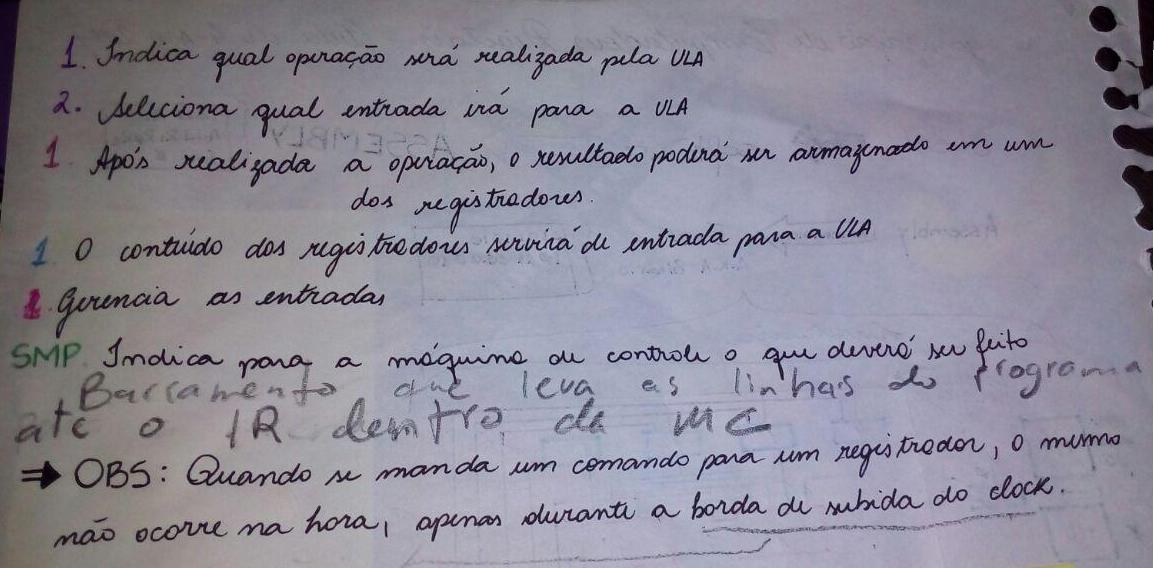 1. Indica qual operação será realizada pela ULA
2. Seleciona qual entrada irá para a ULA
1 Após realizada a operação, o resultado poderá ser armazenado em um
dos registradores.
1 O contúido dos registradores servirá de entrada para a ULA
1. Gerencia as entradas
SMP. Indica para a máquina de controle o que deverá ser feito
Barramento que leva as linhas do programa
até o IR dentro da MC
⇒ OBS: Quando se manda um comando para um registrador, o mesmo
não ocorre na hora, apenas durante a borda de subida do clock.
ASSEMBLY
Assembly